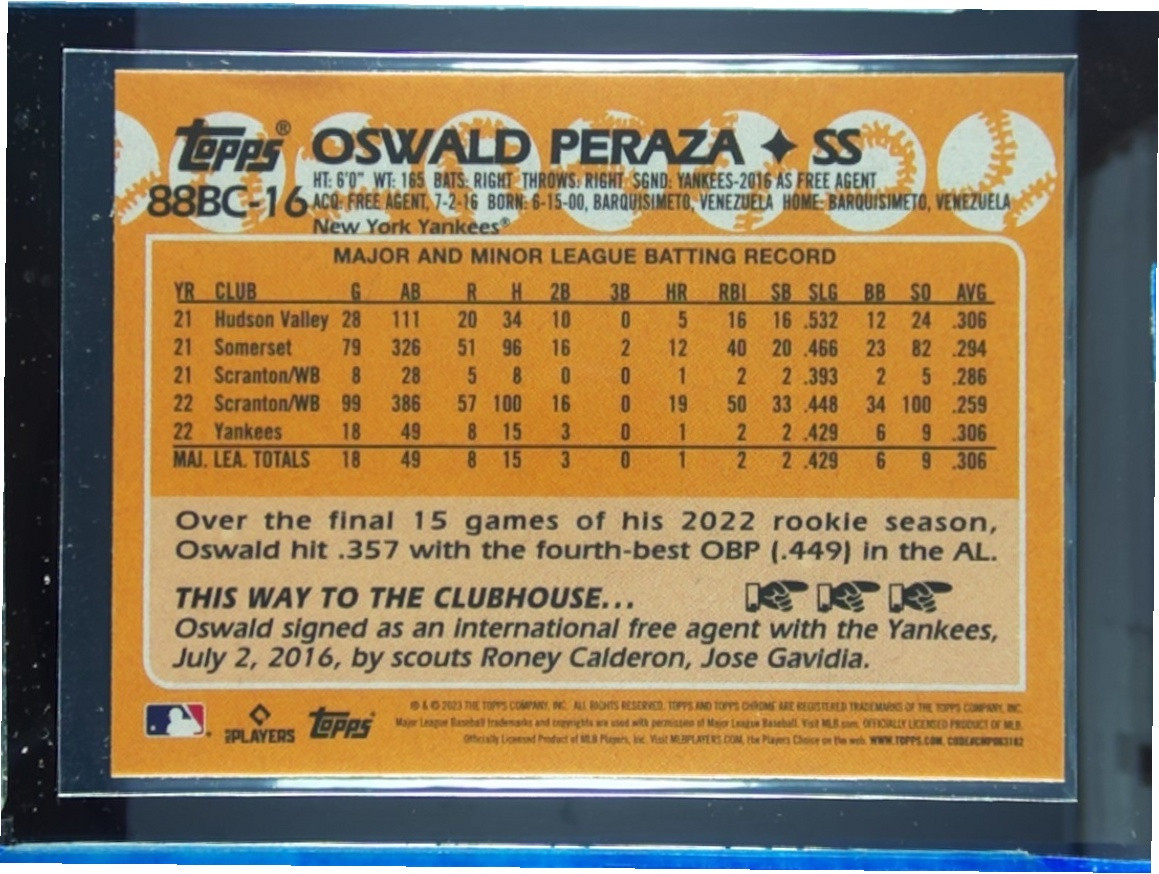 Topps® OSWALD PERAZA ✦ SS
88BC-16
HT: 6'0" WT: 165 BATS: RIGHT THROWS: RIGHT SGND: YANKEES-2016 AS FREE AGENT
ACQ: FREE AGENT, 7-2-16 BORN: 6-15-00, BARQUISIMETO, VENEZUELA HOME: BARQUISIMETO, VENEZUELA
New York Yankees®
MAJOR AND MINOR LEAGUE BATTING RECORD
YR CLUB G AB R H 2B 3B HR RBI SB SLG BB SO AVG
21 Hudson Valley 28 111 20 34 10 0 5 16 16 .532 12 24 .306
21 Somerset 79 326 51 96 16 2 12 40 20 .466 23 82 .294
21 Scranton/WB 8 28 5 8 0 0 1 2 2 .393 2 5 .286
22 Scranton/WB 99 386 57 100 16 0 19 50 33 .448 34 100 .259
22 Yankees 18 49 8 15 3 0 1 2 2 .429 6 9 .306
MAJ. LEA. TOTALS 18 49 8 15 3 0 1 2 2 .429 6 9 .306
Over the final 15 games of his 2022 rookie season,
Oswald hit .357 with the fourth-best OBP (.449) in the AL.
THIS WAY TO THE CLUBHOUSE...
Oswald signed as an international free agent with the Yankees,
July 2, 2016, by scouts Roney Calderon, Jose Gavidia.
PLAYERS Topps
® & © 2023 THE TOPPS COMPANY, INC. ALL RIGHTS RESERVED. TOPPS AND TOPPS CHROME ARE REGISTERED TRADEMARKS OF THE TOPPS COMPANY, INC.
Major League Baseball trademarks and copyrights are used with permission of Major League Baseball. Visit MLB.com. OFFICIALLY LICENSED PRODUCT OF MLB
Officially Licensed Product of MLB Players, Inc. Visit MLBPLAYERS.COM, the Players Choice on the web. WWW.TOPPS.COM.